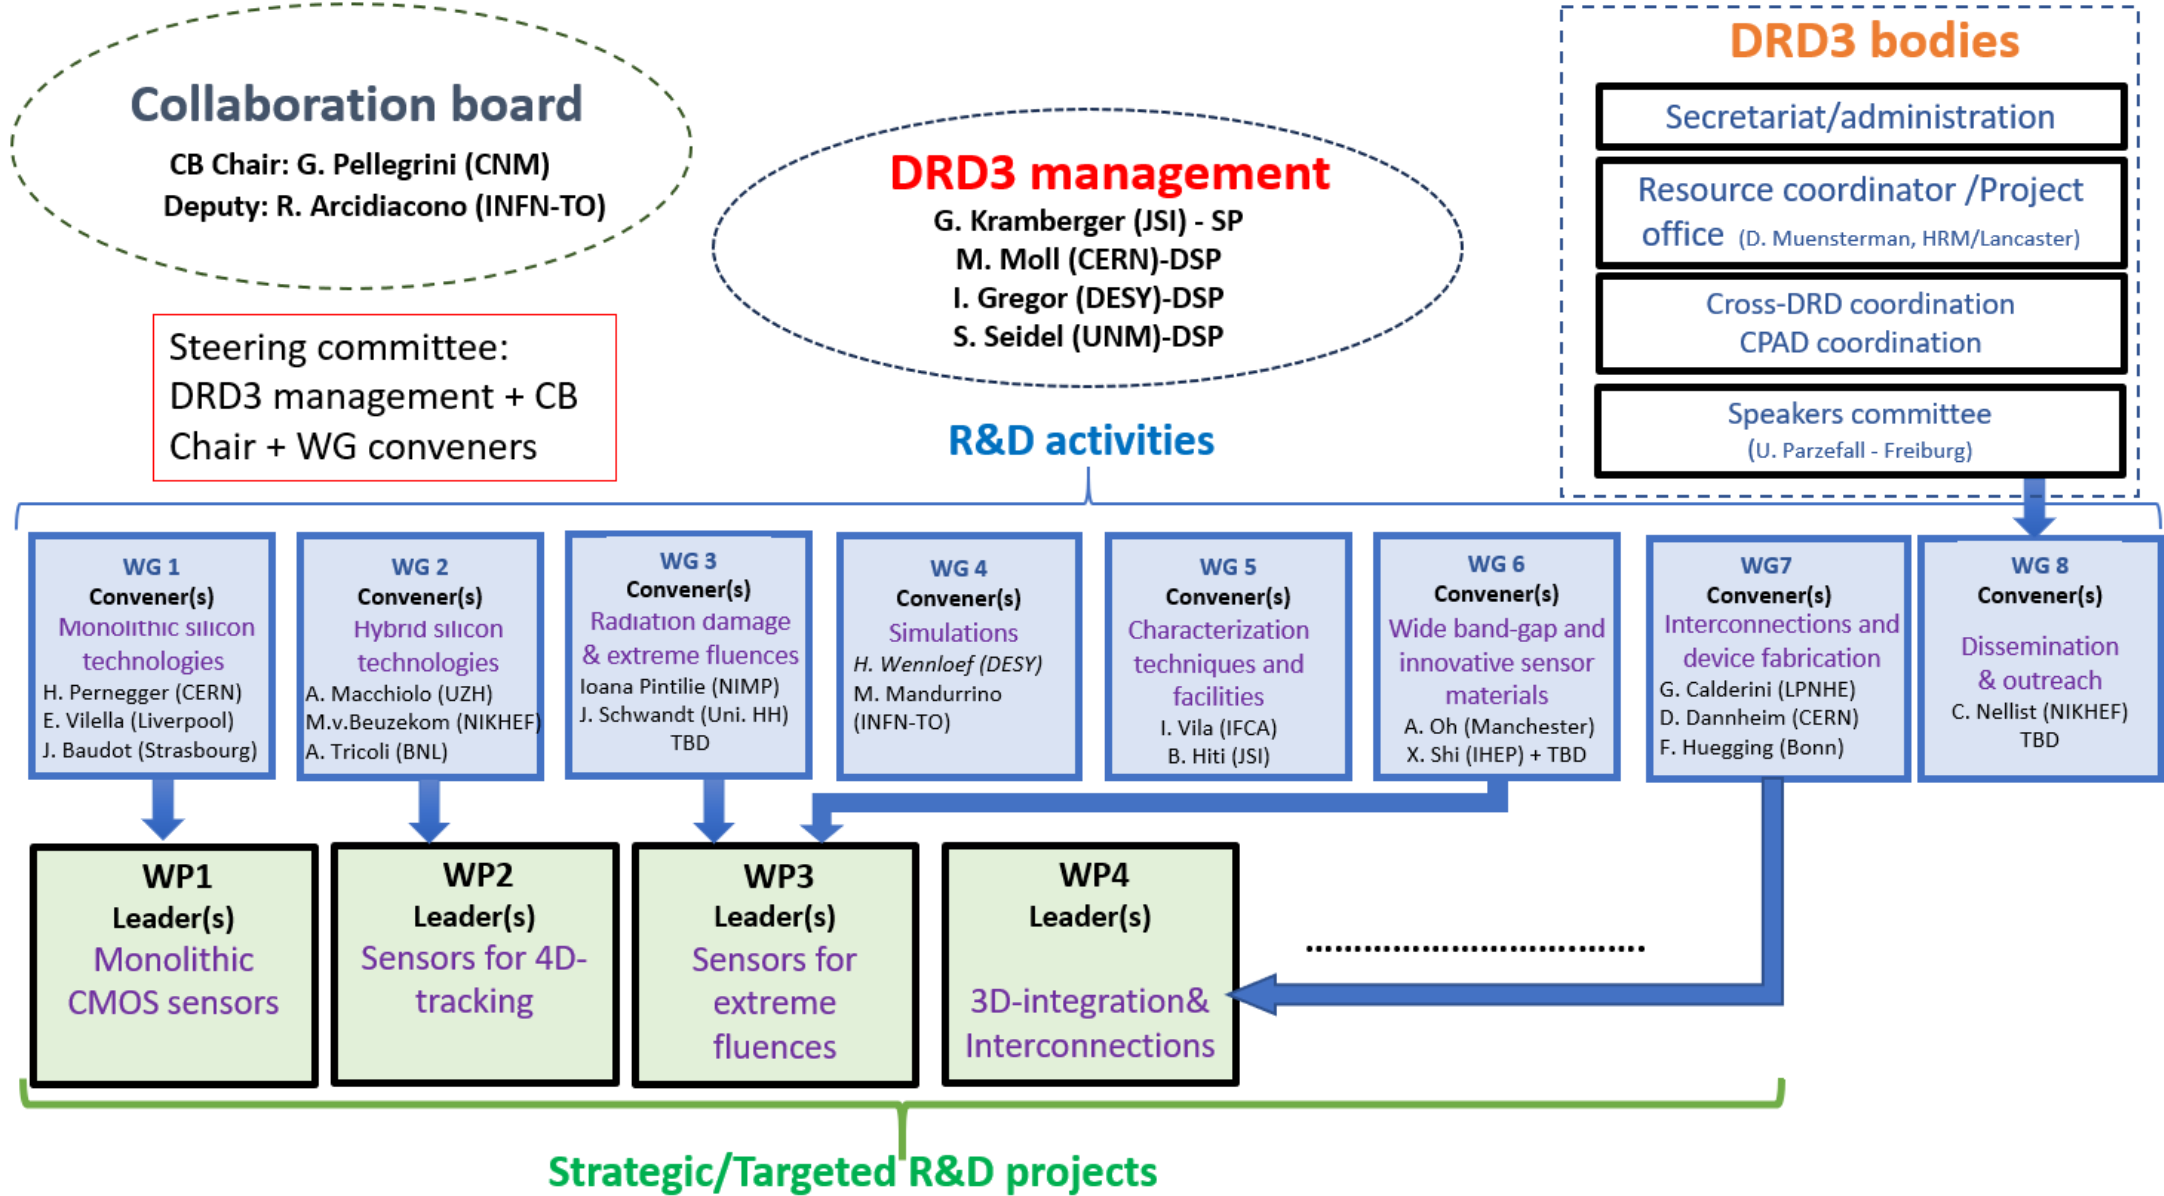 Collaboration board
CB Chair: G. Pellegrini (CNM)
Deputy: R. Arcidiacono (INFN-TO)
Steering committee:
DRD3 management + CB
Chair + WG conveners
DRD3 management
G. Kramberger (JSI) - SP
M. Moll (CERN)-DSP
I. Gregor (DESY)-DSP
S. Seidel (UNM)-DSP
DRD3 bodies
Secretariat/administration
Resource coordinator /Project
office (D. Muensterman, HRM/Lancaster)
Cross-DRD coordination
CPAD coordination
Speakers committee
(U. Parzefall - Freiburg)
R&D activities
WG 1
Convener(s)
Monolithic silicon
technologies
H. Pernegger (CERN)
E. Vilella (Liverpool)
J. Baudot (Strasbourg)
WG 2
Convener(s)
Hybrid silicon
technologies
A. Macchiolo (UZH)
M.v.Beuzekom (NIKHEF)
A. Tricoli (BNL)
WG 3
Convener(s)
Radiation damage
& extreme fluences
Ioana Pintilie (NIMP)
J. Schwandt (Uni. HH)
TBD
WG 4
Convener(s)
Simulations
H. Wennloef (DESY)
M. Mandurrino
(INFN-TO)
WG 5
Convener(s)
Characterization
techniques and
facilities
I. Vila (IFCA)
B. Hiti (JSI)
WG 6
Convener(s)
Wide band-gap and
innovative sensor
materials
A. Oh (Manchester)
X. Shi (IHEP) + TBD
WG7
Convener(s)
Interconnections and
device fabrication
G. Calderini (LPNHE)
D. Dannheim (CERN)
F. Huegging (Bonn)
WG 8
Convener(s)
Dissemination
& outreach
C. Nellist (NIKHEF)
TBD
WP1
Leader(s)
Monolithic
CMOS sensors
WP2
Leader(s)
Sensors for 4D-
tracking
WP3
Leader(s)
Sensors for
extreme
fluences
WP4
Leader(s)
3D-integration&
Interconnections
Strategic/Targeted R&D projects